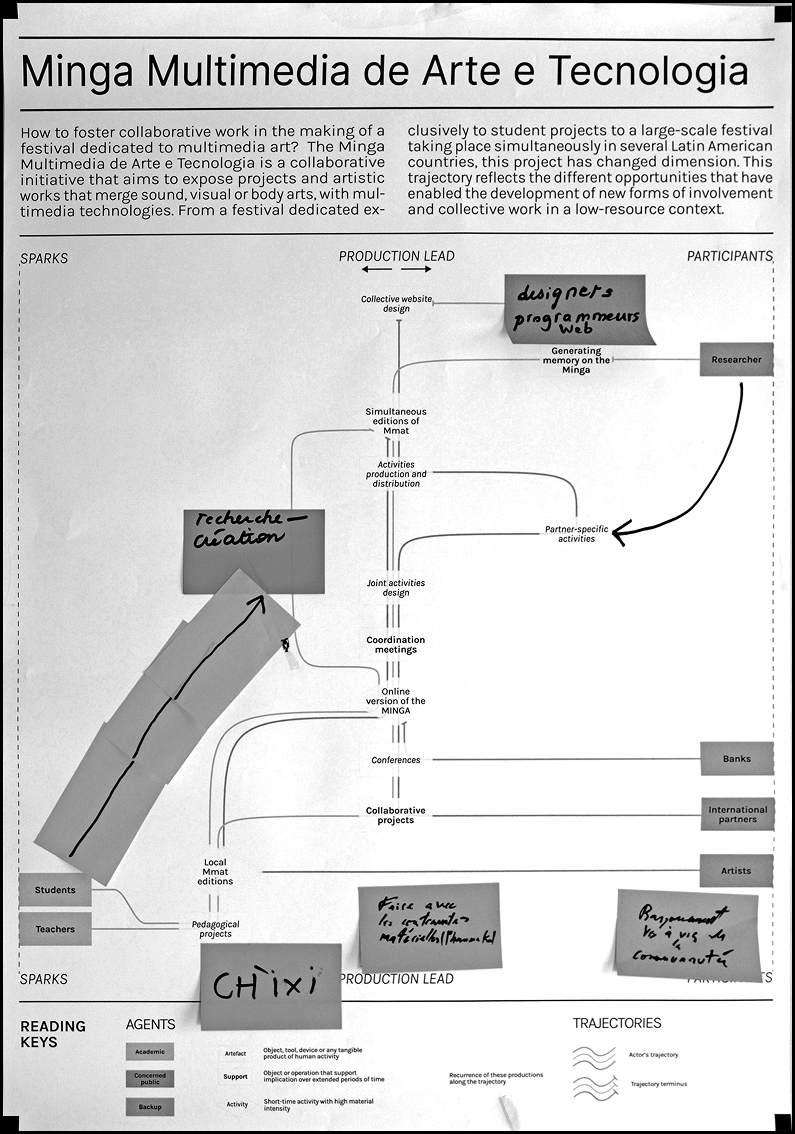 Minga Multimedia de Arte e Tecnologia
How to foster collaborative work in the making of a
festival dedicated to multimedia art? The Minga
Multimedia de Arte e Tecnologia is a collaborative
initiative that aims to expose projects and artistic
works that merge sound, visual or body arts, with mul-
timedia technologies. From a festival dedicated ex-
clusively to student projects to a large-scale festival
taking place simultaneously in several Latin American
countries, this project has changed dimension. This
trajectory reflects the different opportunities that have
enabled the development of new forms of involvement
and collective work in a low-resource context.
SPARKS
PRODUCTION LEAD
PARTICIPANTS
Collective website
design
designers
programmeurs
web
Generating
memory on the
Minga
Researcher
Simultaneous
editions of
Mmat
Activities
production and
distribution
recherche —
création
Partner-specific
activities
Joint activities
design
Coordination
meetings
Online
version of the
MINGA
Conferences
Banks
Collaborative
projects
International
partners
Local
Mmat
editions
Artists
Students
Teachers
Pedagogical
projects
Faire avec
les contraintes
vis à vis de
la
communauté
CH'ixi
SPARKS
PRODUCTION LEAD
READING
KEYS
AGENTS
Academic
Concerned
public
Backup
Artefact
Object, tool, device or any tangible
product of human activity
Support
Object or operation that support
implication over extended periods of time
Activity
Short-time activity with high material
intensity
Recurrence of these productions
along the trajectory
TRAJECTORIES
Actor's trajectory
Trajectory terminus